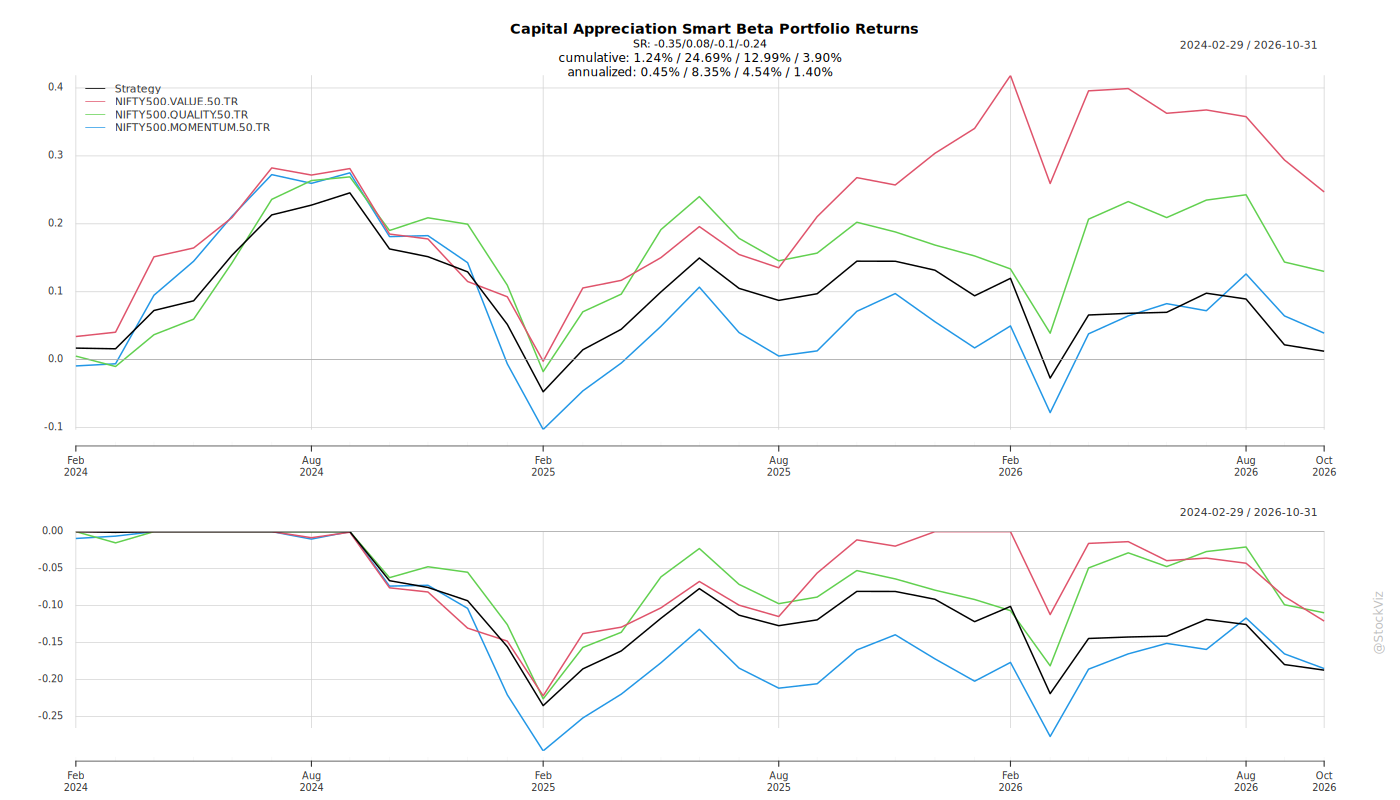 Capital Appreciation Smart Beta Portfolio Returns
SR: -0.35/0.08/-0.1/-0.24
cumulative: 1.24% / 24.69% / 12.99% / 3.90%
annualized: 0.45% / 8.35% / 4.54% / 1.40%
2024-02-29 / 2026-10-31
Strategy
NIFTY500.VALUE.50.TR
NIFTY500.QUALITY.50.TR
NIFTY500.MOMENTUM.50.TR
0.4
0.3
0.2
0.1
0.0
-0.1
Feb Aug Feb Aug Feb Aug Oct
2024 2024 2025 2025 2026 2026 2026
2024-02-29 / 2026-10-31
0.00
-0.05
-0.10
-0.15
-0.20
-0.25
Feb Aug Feb Aug Feb Aug Oct
2024 2024 2025 2025 2026 2026 2026
@StockViz